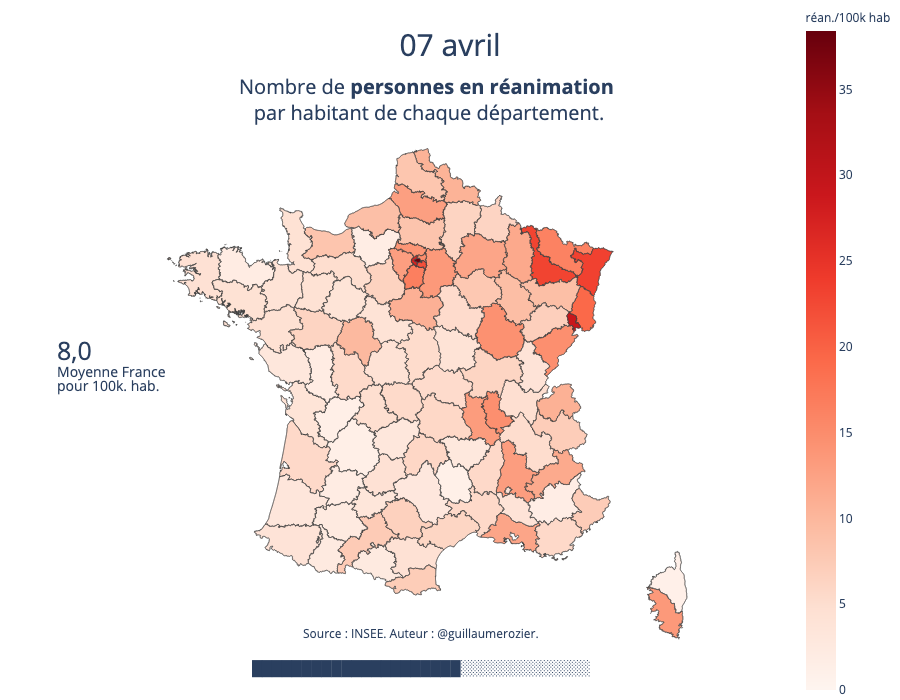 07 avril
Nombre de personnes en réanimation
par habitant de chaque département.
réan./100k hab
35
30
25
20
15
10
5
0
8,0
Moyenne France
pour 100k. hab.
Source : INSEE. Auteur : @guillaumerozier.